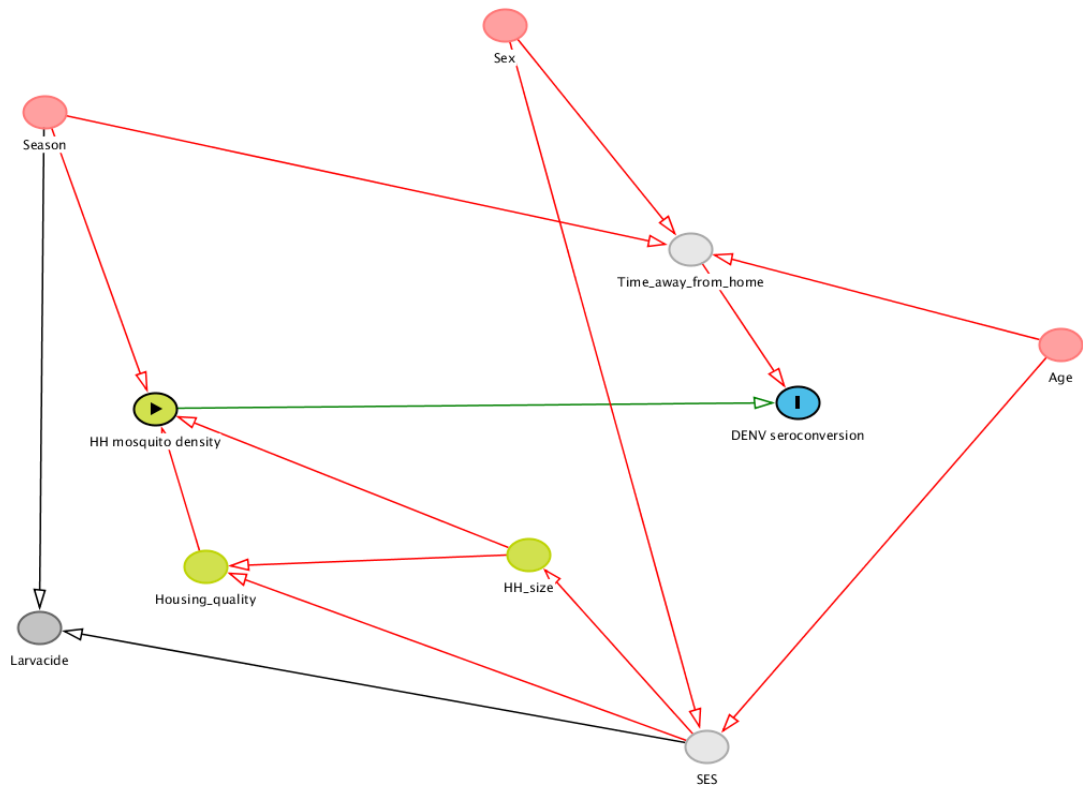 Sex
Season
Time_away_from_home
Age
HH mosquito density
DENV seroconversion
Housing_quality
HH_size
Larvacide
SES